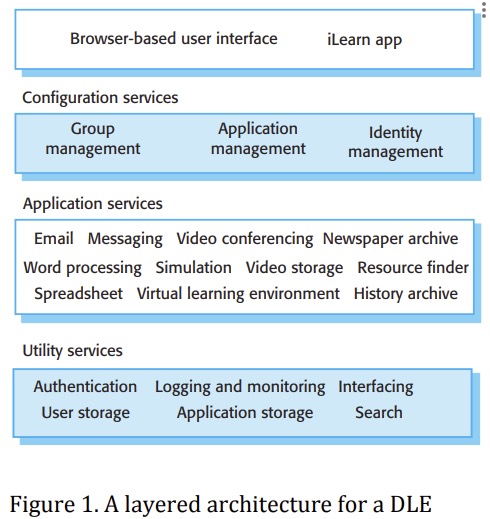 Browser-based user interface iLearn app
Configuration services
Group management
Application management
Identity management
Application services
Email Messaging Video conferencing Newspaper archive
Word processing Simulation Video storage Resource finder
Spreadsheet Virtual learning environment History archive
Utility services
Authentication Logging and monitoring Interfacing
User storage Application storage Search
Figure 1. A layered architecture for a DLE